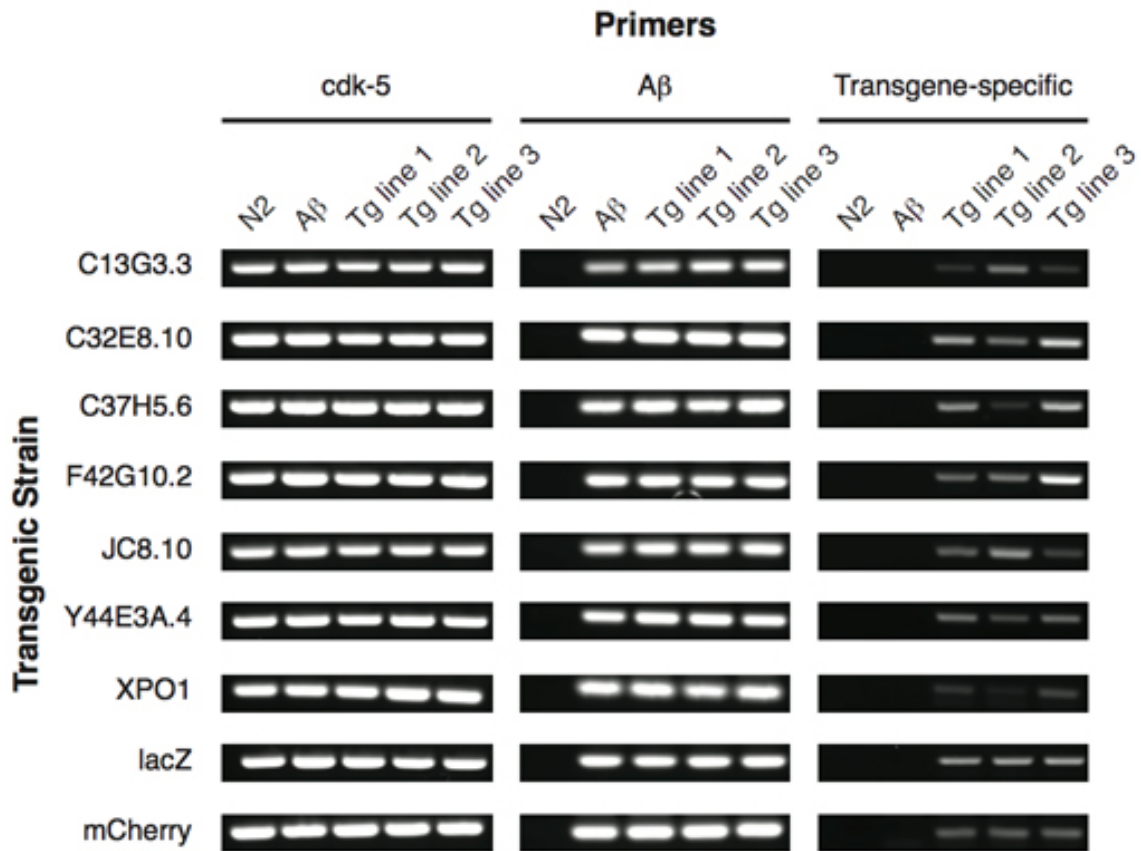 Primers
cdk-5 Aβ Transgene-specific
N2 Aβ Tg line 1 Tg line 2 Tg line 3 N2 Aβ Tg line 1 Tg line 2 Tg line 3 N2 Aβ Tg line 1 Tg line 2 Tg line 3
Transgenic Strain
C13G3.3
C32E8.10
C37H5.6
F42G10.2
JC8.10
Y44E3A.4
XPO1
lacZ
mCherry